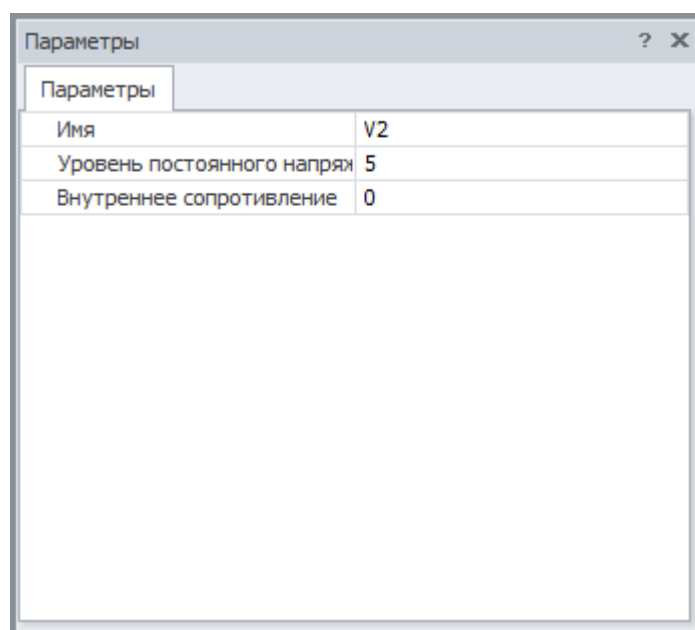 Параметры ? X
Параметры
Имя V2
Уровень постоянного напряж 5
Внутреннее сопротивление 0